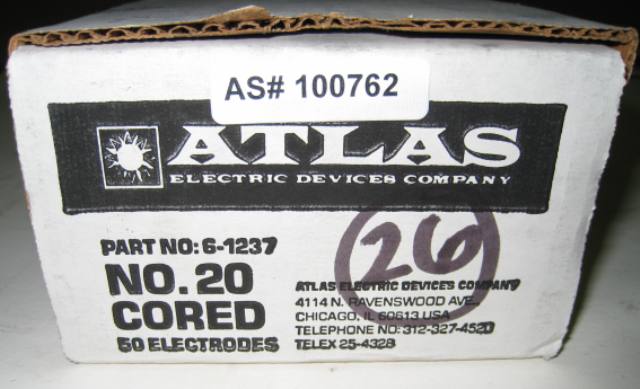 AS# 100762
ATLAS
ELECTRIC DEVICES COMPANY
PART NO: 6-1237
NO. 20
CORED
50 ELECTRODES
26
ATLAS ELECTRIC DEVICES COMPANY
4114 N. RAVENSWOOD AVE.
CHICAGO, IL 60613 USA
TELEPHONE NO: 312-327-4520
TELEX 25-4328